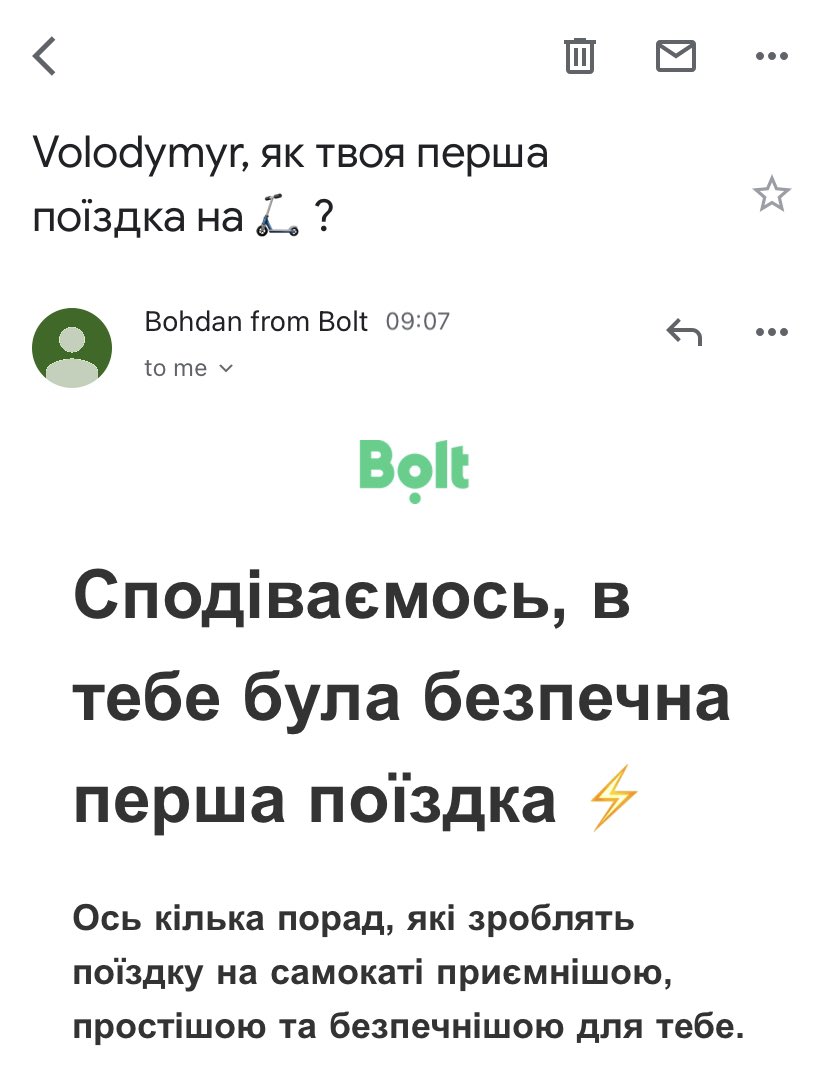 Volodymyr, як твоя перша
поїздка на 🛴 ?
Bohdan from Bolt 09:07
to me
Bolt
Сподіваємось, в
тебе була безпечна
перша поїздка ⚡
Ось кілька порад, які зроблять
поїздку на самокаті приємнішою,
простішою та безпечнішою для тебе.